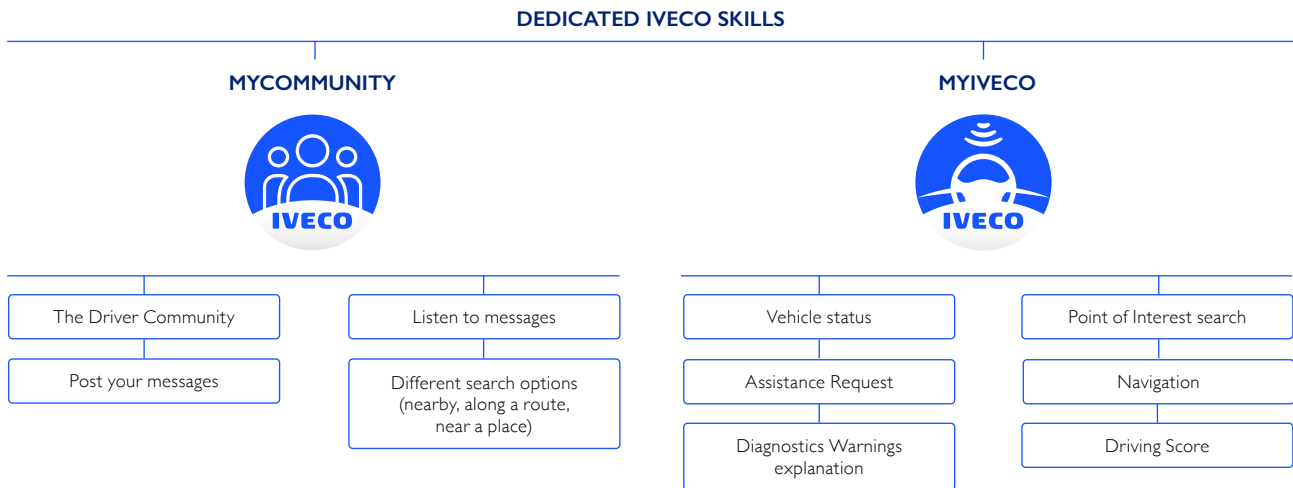 DEDICATED IVECO SKILLS
MYCOMMUNITY
IVECO
The Driver Community
Post your messages
Listen to messages
Different search options
(nearby, along a route,
near a place)
MYIVECO
IVECO
Vehicle status
Assistance Request
Diagnostics Warnings
explanation
Point of Interest search
Navigation
Driving Score